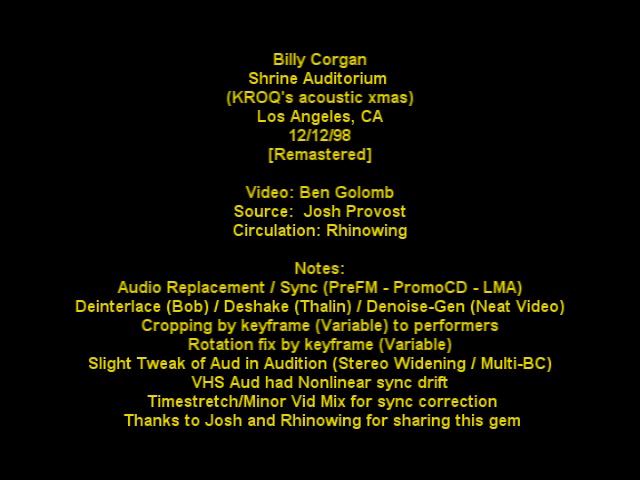 Billy Corgan
Shrine Auditorium
(KROQ's acoustic xmas)
Los Angeles, CA
12/12/98
[Remastered]
Video: Ben Golomb
Source:  Josh Provost
Circulation: Rhinowing
Notes:
Audio Replacement / Sync (PreFM - PromoCD - LMA)
Deinterlace (Bob) / Deshake (Thalin) / Denoise-Gen (Neat Video)
Cropping by keyframe (Variable) to performers
Rotation fix by keyframe (Variable)
Slight Tweak of Aud in Audition (Stereo Widening / Multi-BC)
VHS Aud had Nonlinear sync drift
Timestretch/Minor Vid Mix for sync correction
Thanks to Josh and Rhinowing for sharing this gem